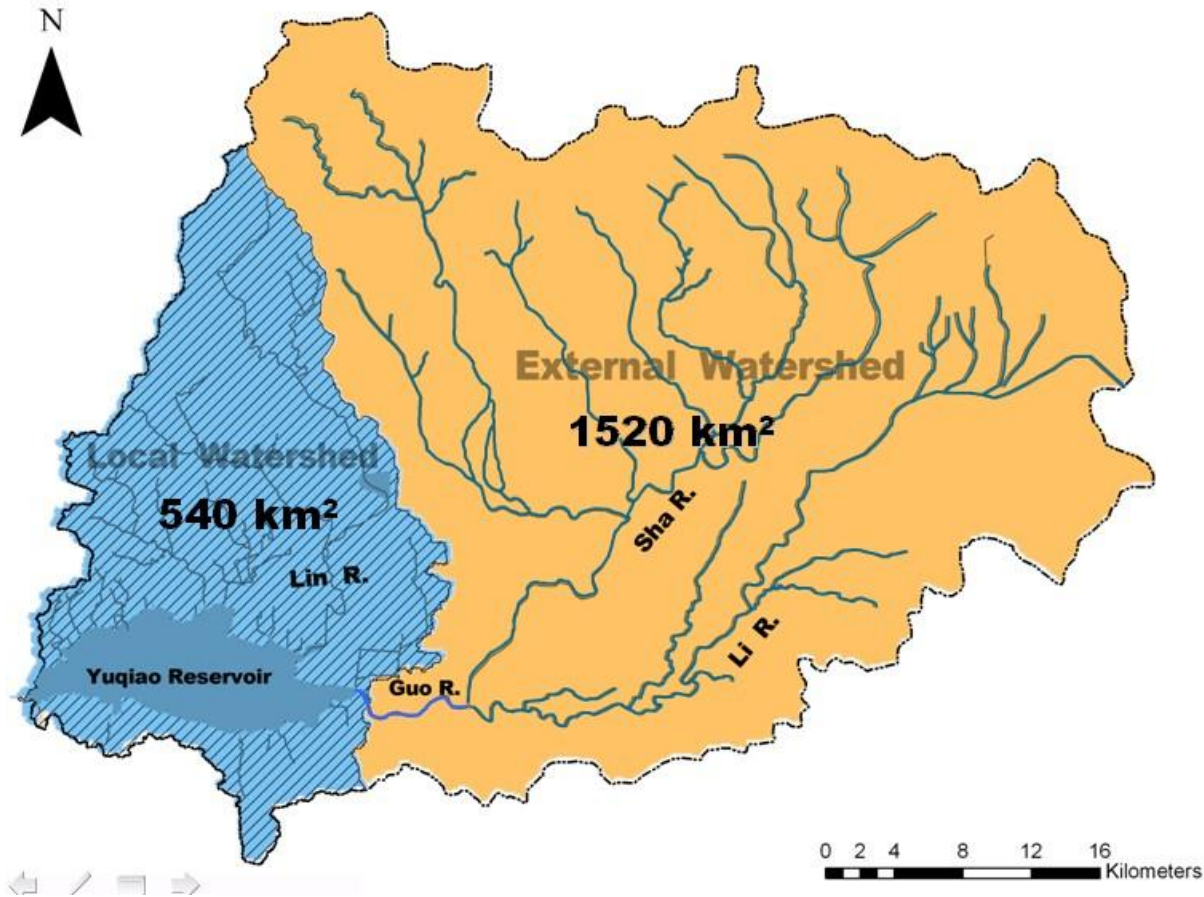 N
External Watershed
1520 km²
Local Watershed
540 km²
Sha R.
Lin R.
Li R.
Yuqiao Reservoir
Guo R.
0 2 4 8 12 16
Kilometers